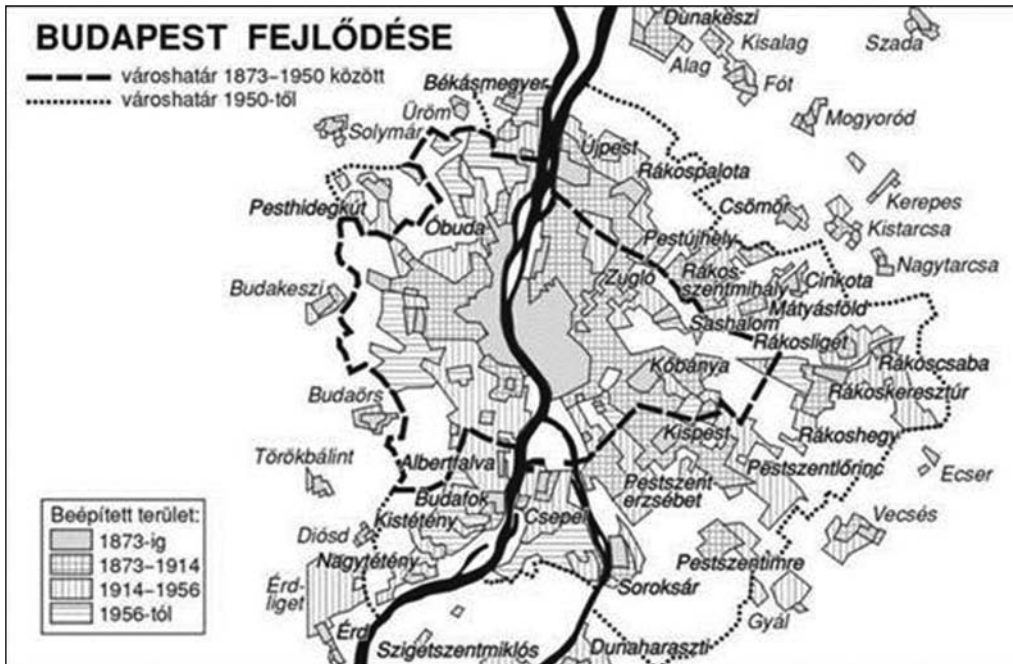 BUDAPEST FEJLŐDÉSE
városhatár 1873–1950 között
városhatár 1950-től
Dunakeszi
Kisalag
Szada
Alag
Fót
Békásmegyer
Üröm
Solymár
Mogyoród
Újpest
Rákospalota
Pesthidegkút
Óbuda
Csömör
Kerepes
Kistarcsa
Pestújhely
Zugló
Rákos-
szentmihály
Cinkota
Nagytarcsa
Budakeszi
Mátyásföld
Sashalom
Rákosliget
Kőbánya
Rákoscsaba
Rákoskeresztúr
Budaörs
Kispest
Rákoshegy
Törökbálint
Albertfalva
Pestszentlőrinc
Ecser
Budafok
Pestszent
erzsébet
Kistétény
Csepel
Vecsés
Diósd
Nagytétény
Pestszentimre
Soroksár
Érd-
liget
Gyál
Érd
Szigetszentmiklós
Dunaharaszti
Beépített terület:
1873-ig
1873–1914
1914–1956
1956-tól